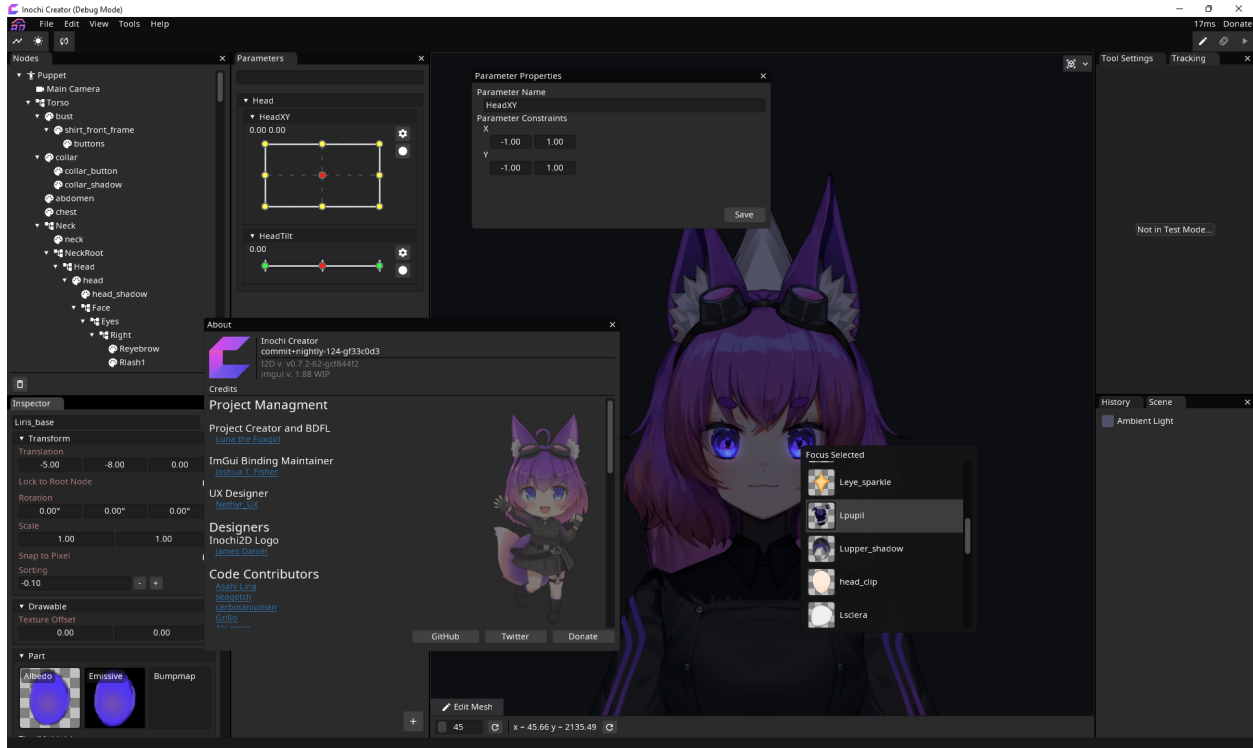 Inochi Creator (Debug Mode)
File Edit View Tools Help
17ms Donate
Nodes
Puppet
Main Camera
Torso
bust
shirt_front_frame
buttons
collar
collar_button
collar_shadow
abdomen
chest
Neck
neck
NeckRoot
Head
head
head_shadow
Face
Eyes
Right
Reyebrow
Rlash1
Parameters
Head
HeadXY
0.00 0.00
HeadTilt
0.00
Parameter Properties
Parameter Name
HeadXY
Parameter Constraints
X
-1.00 1.00
Y
-1.00 1.00
Save
Tool Settings Tracking
Not in Test Mode...
History Scene
Ambient Light
Inspector
Liris_base
Transform
Translation
-5.00 -8.00 0.00
Lock to Root Node
Rotation
0.00° 0.00° 0.00°
Scale
1.00 1.00
Snap to Pixel
Sorting
-0.10 - +
Drawable
Texture Offset
0.00 0.00
Part
Albedo Emissive Bumpmap
About
Inochi Creator
commit+nightly-124-gf33c0d3
I2D v. v0.7.2-62-gcf844f2
imgui v. 1.88 WIP
Credits
Project Managment
Project Creator and BDFL
Luna the Foxgirl
ImGui Binding Maintainer
Joshua T. Fisher
UX Designer
Nethyr_UX
Designers
Inochi2D Logo
James Daniel
Code Contributors
Asahi Lina
seagetch
carbotaniuman
Grillo
GitHub Twitter Donate
Focus Selected
Leye_sparkle
Lpupil
Lupper_shadow
head_clip
Lsclera
+
Edit Mesh
45 x = 45.66 y = 2135.49